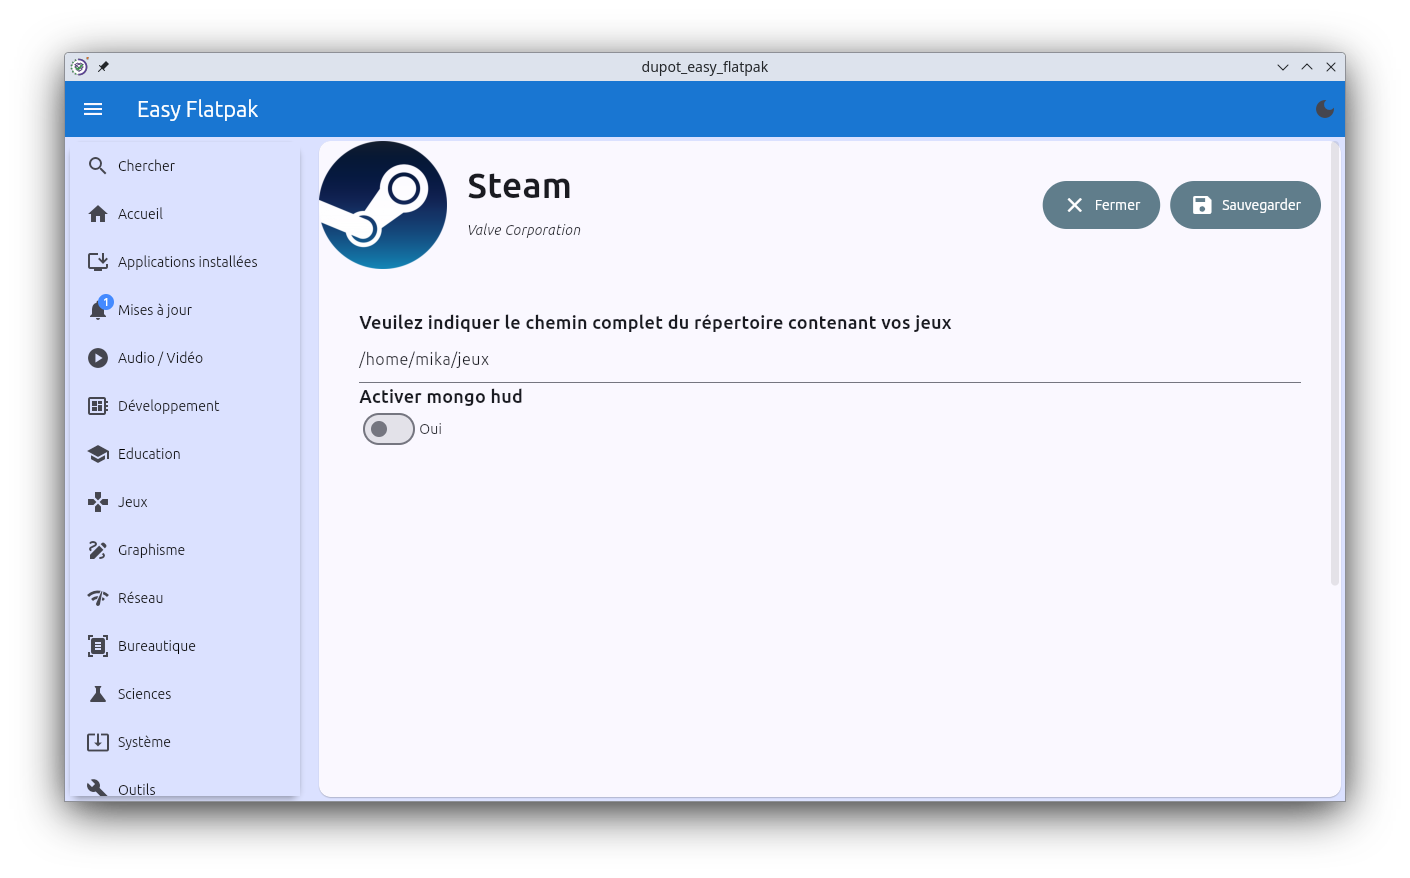 dupot_easy_flatpak
Easy Flatpak
Chercher
Accueil
Applications installées
1
Mises à jour
Audio / Vidéo
Développement
Education
Jeux
Graphisme
Réseau
Bureautique
Sciences
Système
Outils
Steam
Valve Corporation
Fermer
Sauvegarder
Veuilez indiquer le chemin complet du répertoire contenant vos jeux
/home/mika/jeux
Activer mongo hud
Oui